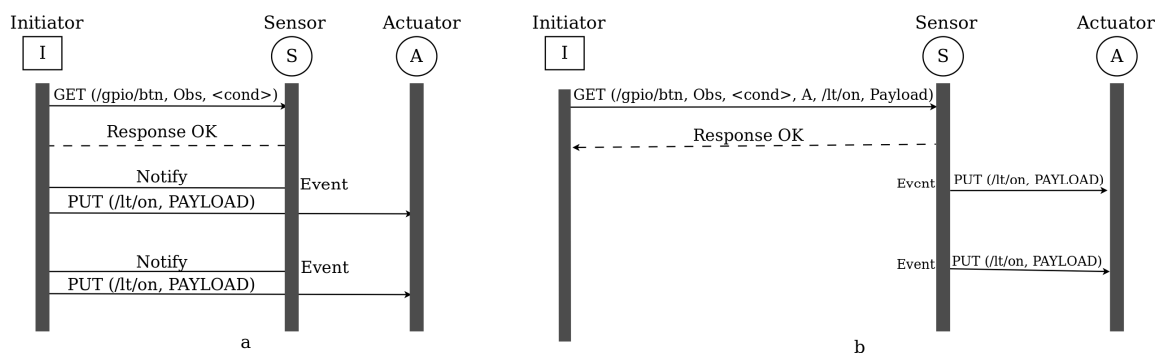 Initiator Sensor Actuator
I S A
GET (/gpio/btn, Obs, <cond>)
Response OK
Notify
Event
PUT (/lt/on, PAYLOAD)
Notify
Event
PUT (/lt/on, PAYLOAD)
a
Initiator Sensor Actuator
I S A
GET (/gpio/btn, Obs, <cond>, A, /lt/on, Payload)
Response OK
Event PUT (/lt/on, PAYLOAD)
Event PUT (/lt/on, PAYLOAD)
b